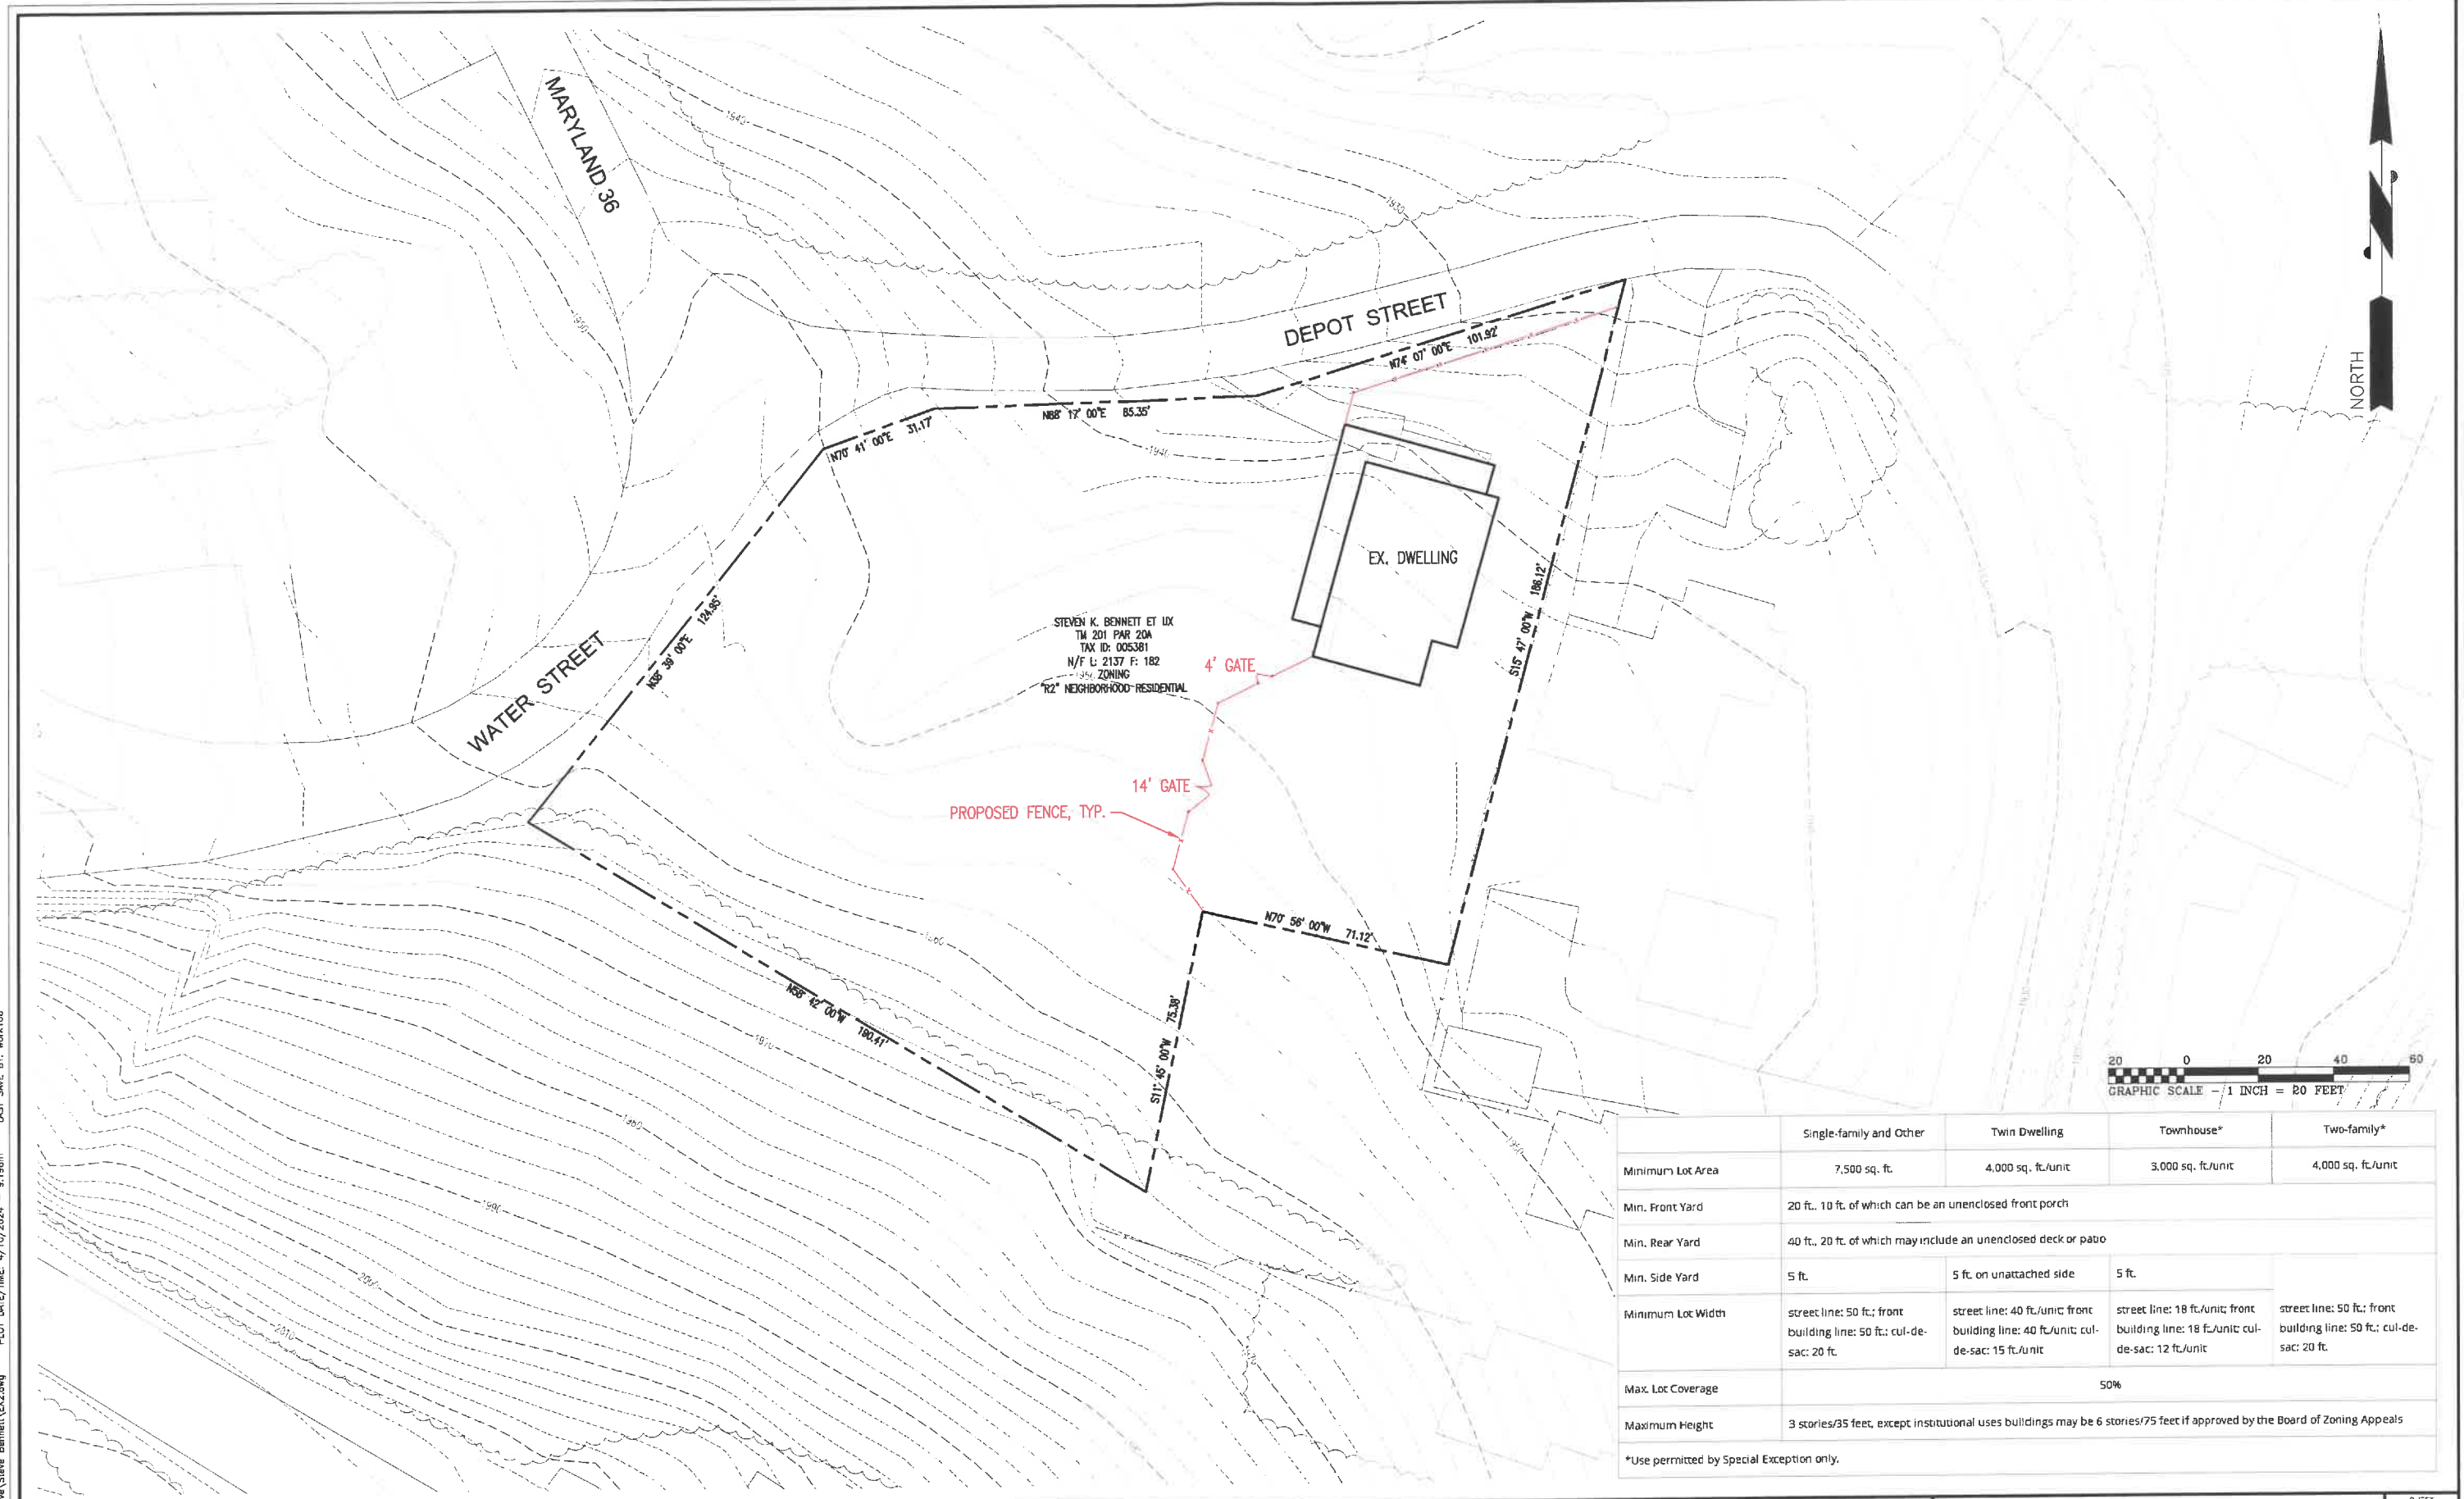 MARYLAND 36
1940
1930
1950
DEPOT STREET
N74° 07' 00"E 101.92'
N88° 17' 00"E 85.35'
N70° 41' 00"E 31.17'
1940
NORTH
EX. DWELLING
S15° 47' 00"W 186.12'
N38° 39' 00"E 124.95'
WATER STREET
STEVEN K. BENNETT ET UX
TM 201 PAR 20A
TAX ID: 005381
N/F L: 2137 F: 182
ZONING
"R2" NEIGHBORHOOD RESIDENTIAL
4' GATE
14' GATE
PROPOSED FENCE, TYP.
N70° 56' 00"W 71.12'
1960
N58° 42' 00"W 190.41'
S11° 45' 00"W 75.38'
1970
1980
1990
2000
2010
1950
20 0 20 40 60
GRAPHIC SCALE - 1 INCH = 20 FEET
Single-family and Other Twin Dwelling Townhouse* Two-family*
Minimum Lot Area 7,500 sq. ft. 4,000 sq. ft./unit 3,000 sq. ft./unit 4,000 sq. ft./unit
Min. Front Yard 20 ft., 10 ft. of which can be an unenclosed front porch
Min. Rear Yard 40 ft., 20 ft. of which may include an unenclosed deck or patio
Min. Side Yard 5 ft. 5 ft. on unattached side 5 ft.
Minimum Lot Width street line: 50 ft.; front street line: 40 ft./unit; front street line: 18 ft./unit; front street line: 50 ft.; front
building line: 50 ft.; cul-de- building line: 40 ft./unit; cul- building line: 18 ft./unit; cul- building line: 50 ft.; cul-de-
sac: 20 ft. de-sac: 15 ft./unit de-sac: 12 ft./unit sac: 20 ft.
Max. Lot Coverage 50%
Maximum Height 3 stories/35 feet, except institutional uses buildings may be 6 stories/75 feet if approved by the Board of Zoning Appeals
*Use permitted by Special Exception only.